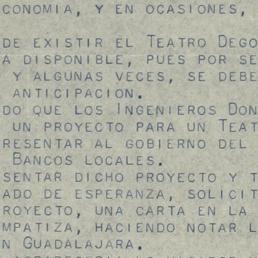 CONOMIA, Y EN OCASIONES,
DE EXISTIR EL TEATRO DEGO
A DISPONIBLE, PUES POR SE
Y ALGUNAS VECES, SE DEBE
ANTICIPACION.
DO QUE LOS INGENIEROS DON
UN PROYECTO PARA UN TEAT
RESENTAR AL GOBIERNO DEL
BANCOS LOCALES.
SENTAR DICHO PROYECTO Y T
ADO DE ESPERANZA, SOLICIT
ROYECTO, UNA CARTA EN LA
MPATIZA, HACIENDO NOTAR L
N GUADALAJARA.